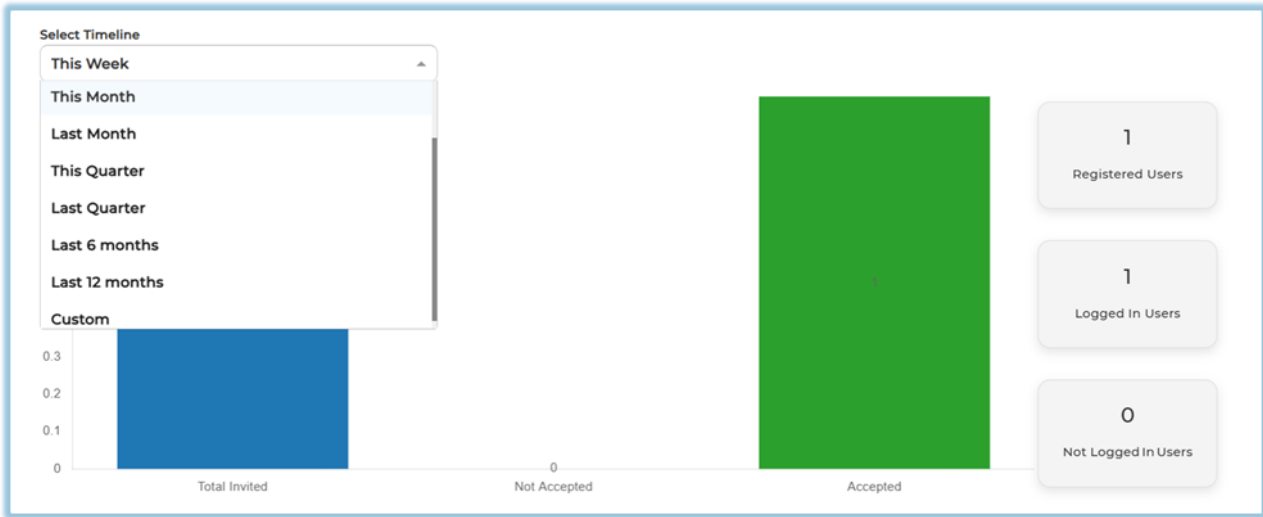 Select Timeline
This Week
This Month
Last Month
This Quarter
Last Quarter
Last 6 months
Last 12 months
Custom
0.3
0.2
0.1
0
0
1
Total Invited
Not Accepted
Accepted
1
Registered Users
1
Logged In Users
0
Not Logged In Users